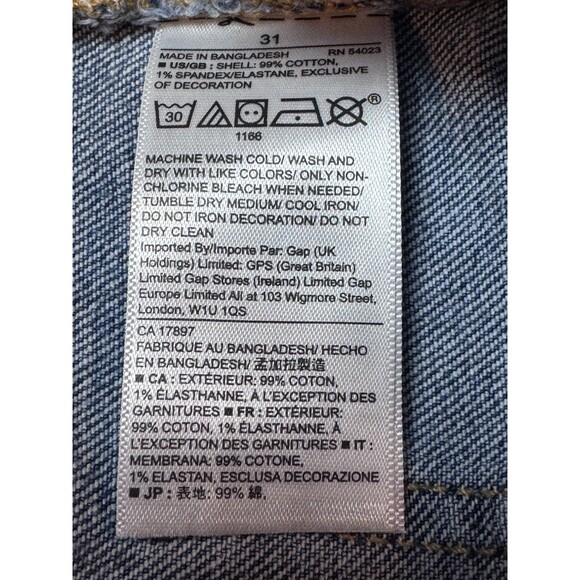 31
MADE IN BANGLADESH RN 54023
■ US/GB : SHELL: 99% COTTON,
1% SPANDEX/ELASTANE, EXCLUSIVE
OF DECORATION
30 ®
1166
MACHINE WASH COLD/ WASH AND
DRY WITH LIKE COLORS/ ONLY NON-
CHLORINE BLEACH WHEN NEEDED/
TUMBLE DRY MEDIUM/ COOL IRON/
DO NOT IRON DECORATION/ DO NOT
DRY CLEAN
Imported By/Importe Par: Gap (UK
Holdings) Limited: GPS (Great Britain)
Limited Gap Stores (Ireland) Limited Gap
Europe Limited All at 103 Wigmore Street,
London, W1U 1QS
CA 17897
FABRIQUE AU BANGLADESH/ HECHO
EN BANGLADESH/ 孟加拉製造
■ CA : EXTÉRIEUR: 99% COTON,
1% ÉLASTHANNE, À L'EXCEPTION DES
GARNITURES ■ FR : EXTÉRIEUR:
99% COTON, 1% ÉLASTHANNE, À
L'EXCEPTION DES GARNITURES ■ IT :
MEMBRANA: 99% COTONE,
1% ELASTAN, ESCLUSA DECORAZIONE
■ JP : 表地: 99% 綿,